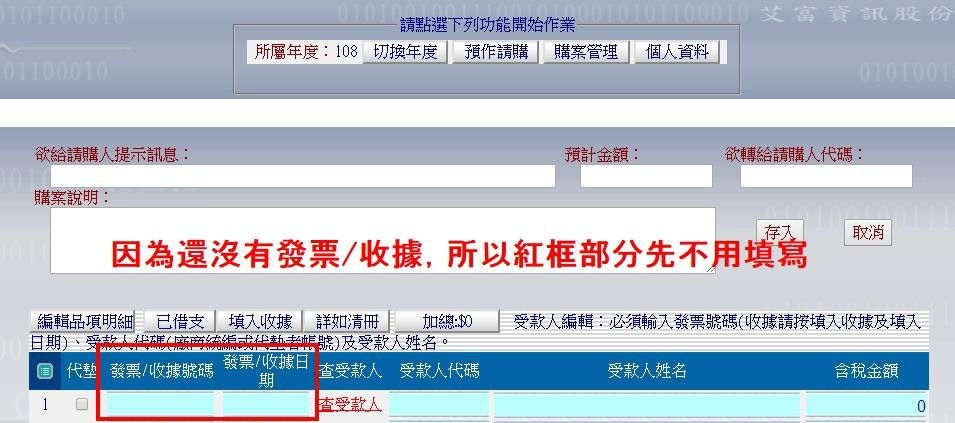 艾富資訊股份
請點選下列功能開始作業
所屬年度：108 切換年度 預作請購 購案管理 個人資料
欲給請購人提示訊息： 預計金額： 欲轉給請購人代碼：
購案說明：
存入 取消
因為還沒有發票/收據, 所以紅框部分先不用填寫
編輯品項明細 已借支 填入收據 詳如清冊 加總:$0 受款人編輯：必須輸入發票號碼(收據請按填入收據及填入
日期)、受款人代碼(廠商統編或代墊者帳號)及受款人姓名。
代墊 發票/收據號碼 發票/收據日期 查受款人 受款人代碼 受款人姓名 含稅金額
1 查受款人 0